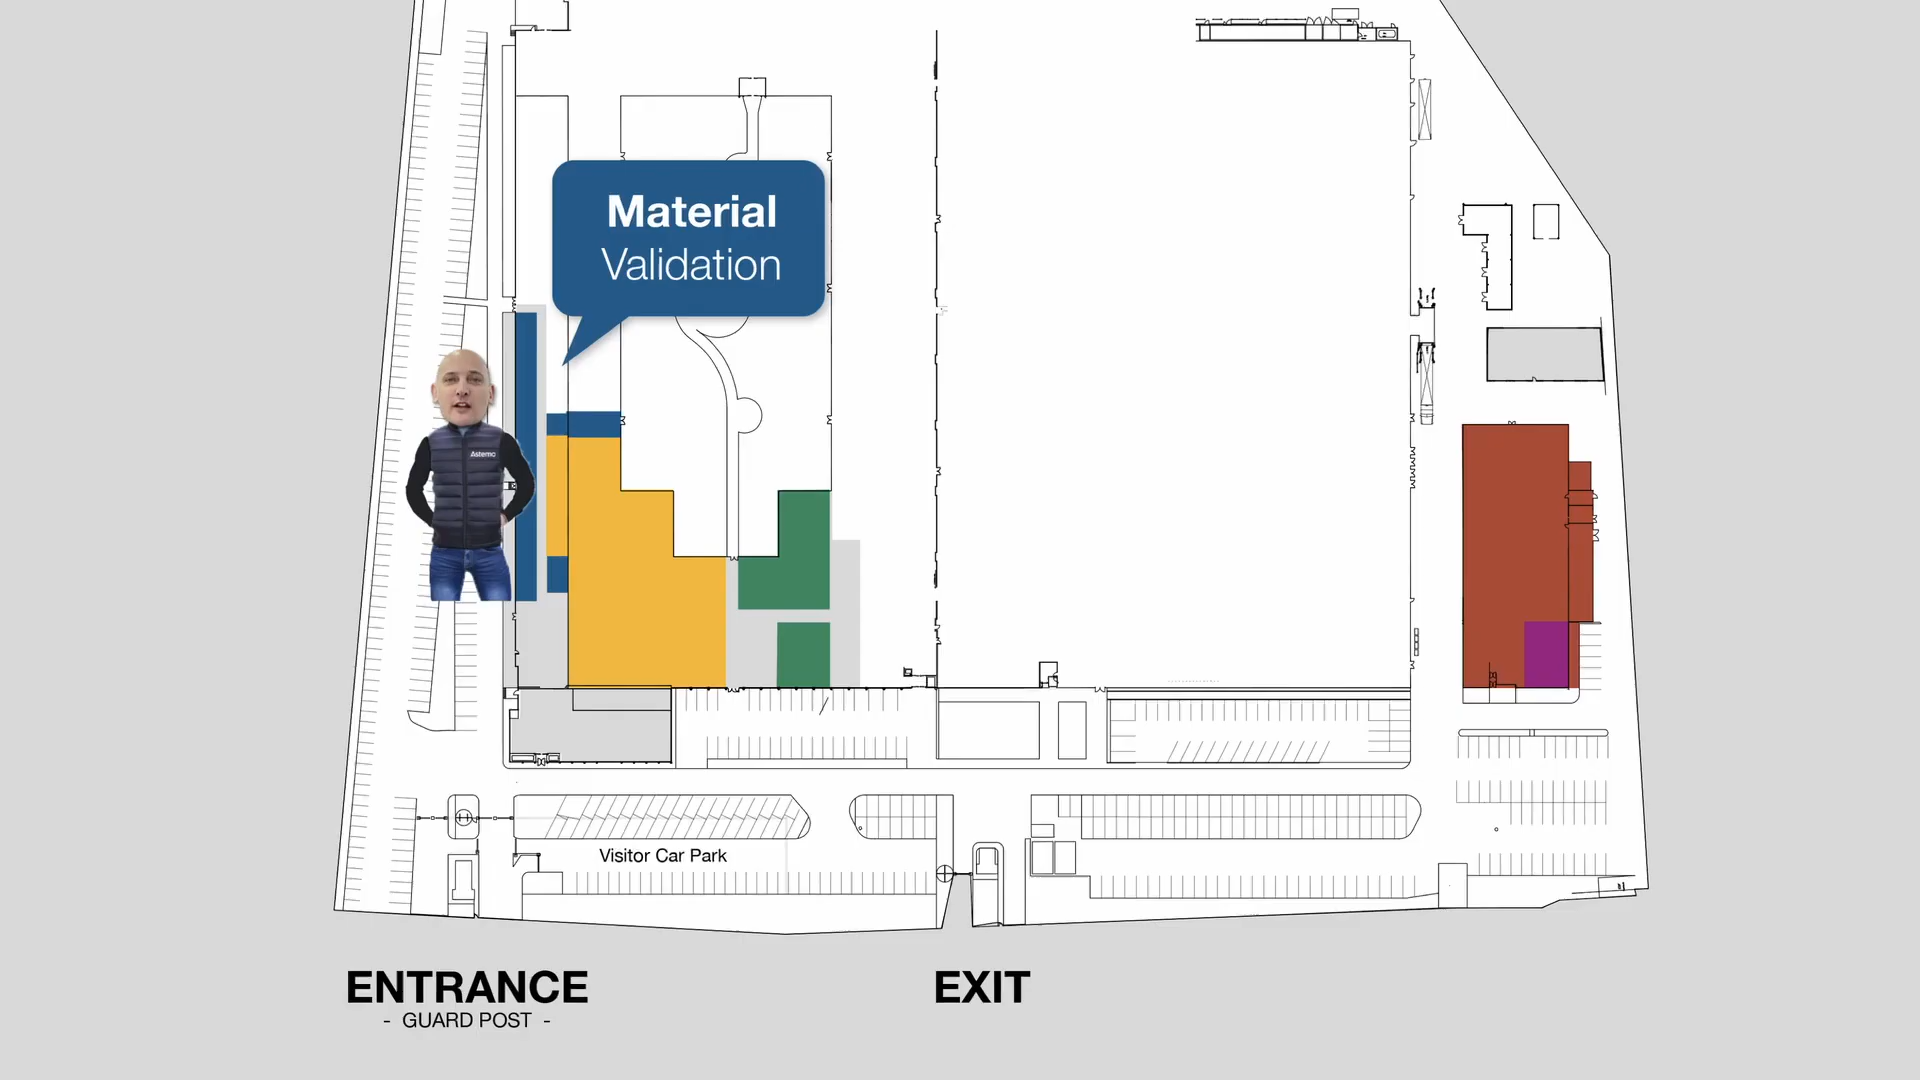 Material
Validation
Astemo
Visitor Car Park
ENTRANCE
- GUARD POST -
EXIT